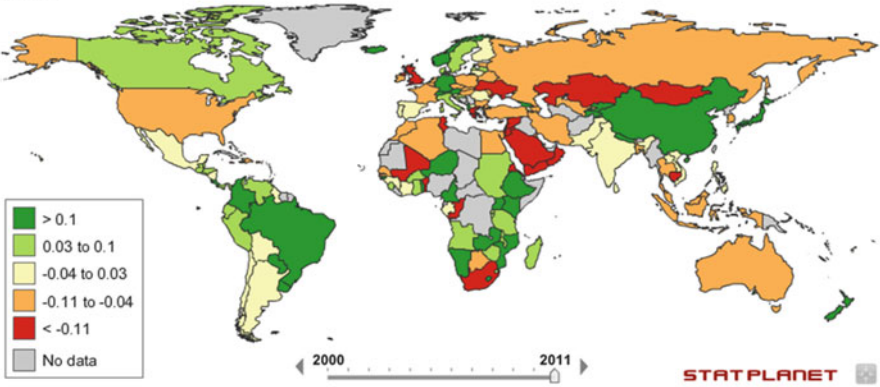 > 0.1
0.03 to 0.1
-0.04 to 0.03
-0.11 to -0.04
< -0.11
No data
2000 2011
STATPLANET